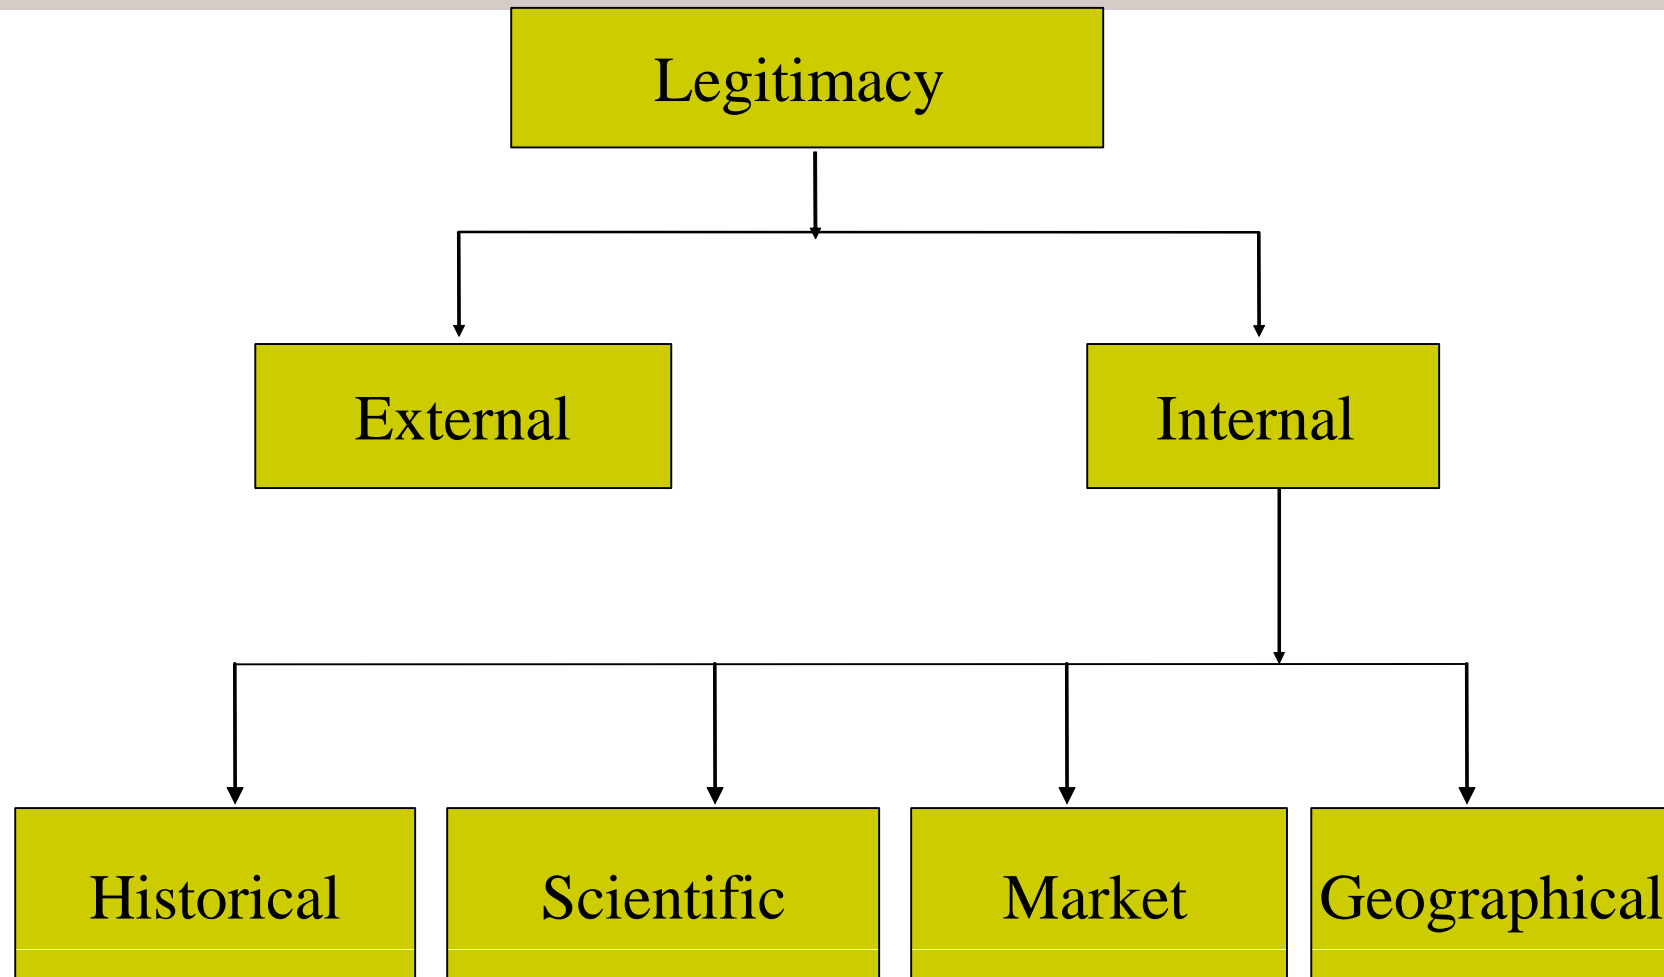 Legitimacy
External
Internal
Historical
Scientific
Market
Geographical